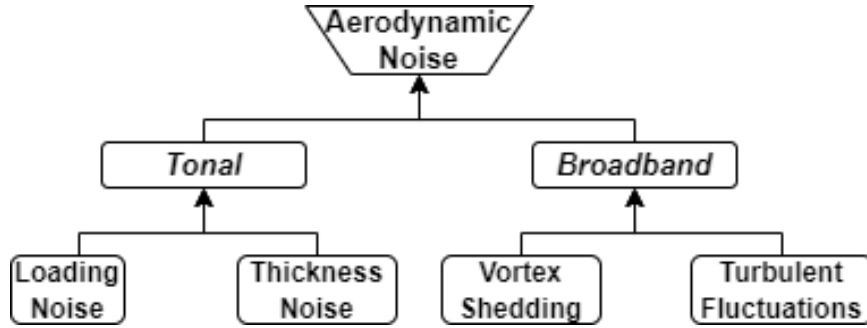 Aerodynamic
Noise
Tonal
Broadband
Loading
Noise
Thickness
Noise
Vortex
Shedding
Turbulent
Fluctuations